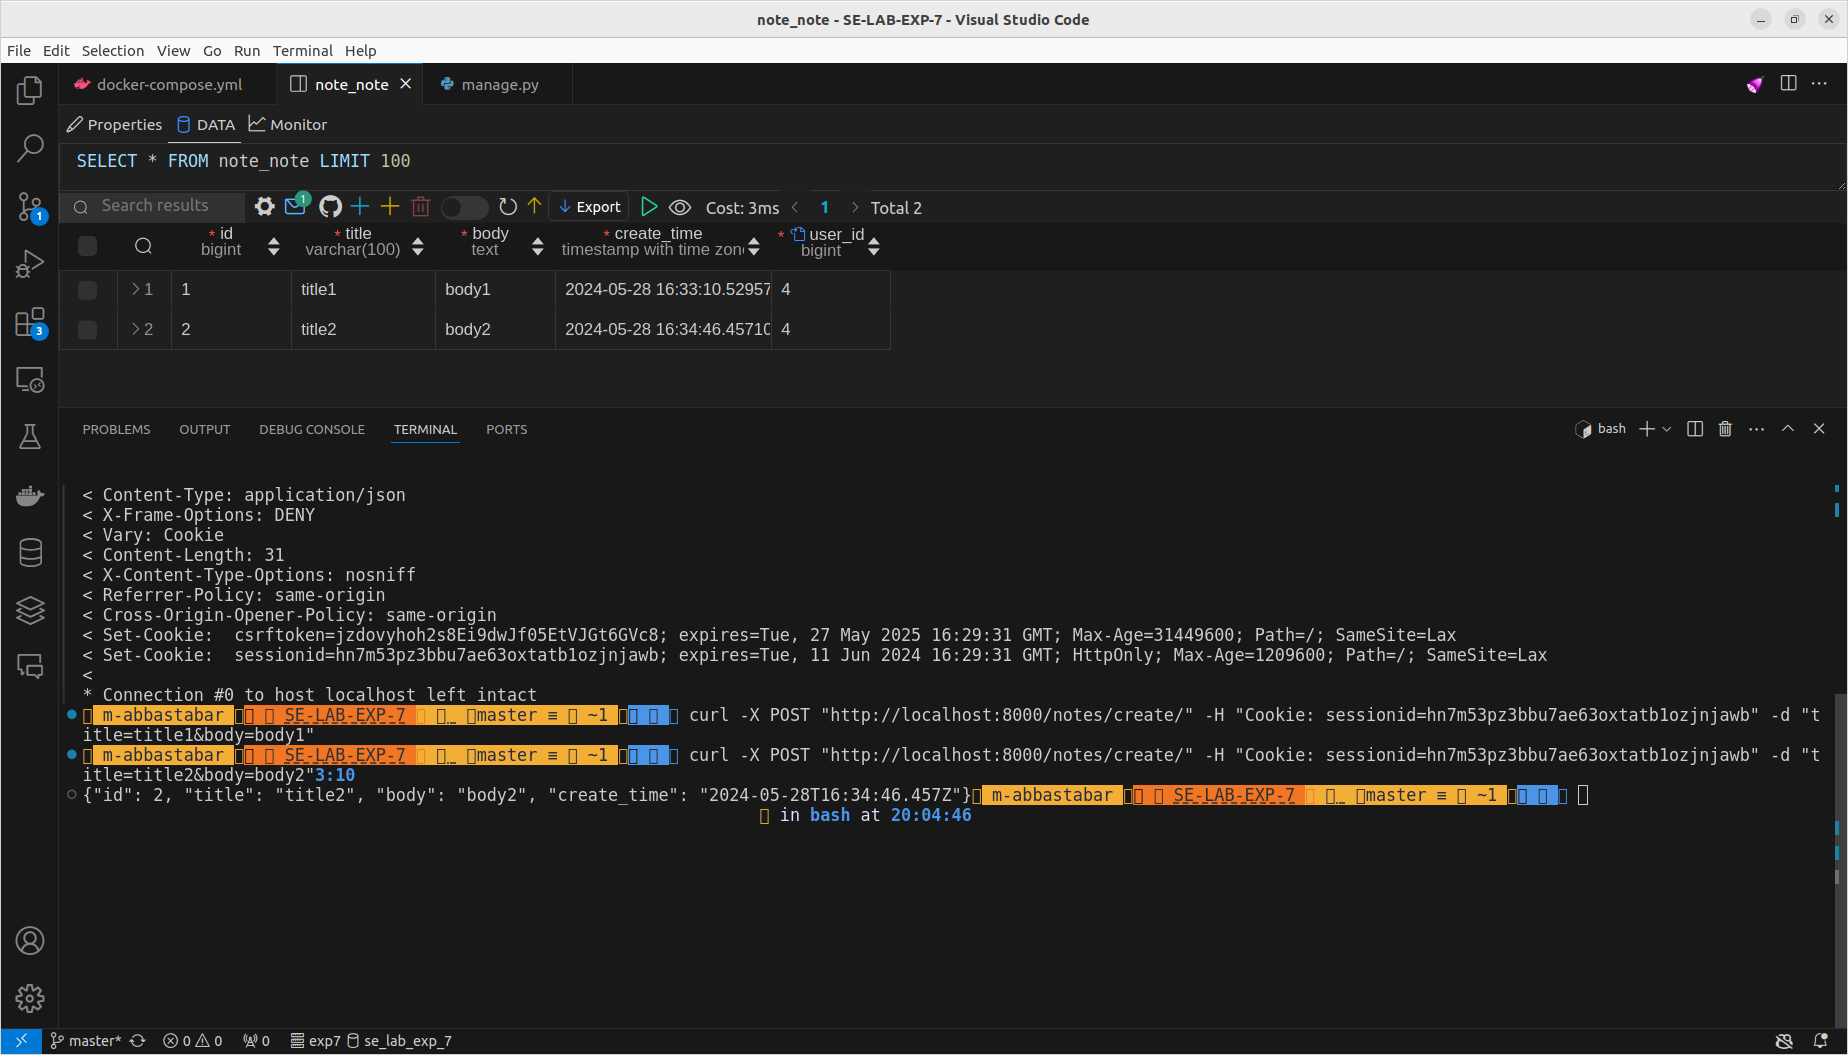 note_note - SE-LAB-EXP-7 - Visual Studio Code
File Edit Selection View Go Run Terminal Help
docker-compose.yml note_note manage.py
Properties DATA Monitor
SELECT * FROM note_note LIMIT 100
Search results 1 Export Cost: 3ms 1 Total 2
* id * title * body * create_time * user_id
bigint varchar(100) text timestamp with time zon bigint
1 1 title1 body1 2024-05-28 16:33:10.52957 4
2 2 title2 body2 2024-05-28 16:34:46.45710 4
1
3
PROBLEMS OUTPUT DEBUG CONSOLE TERMINAL PORTS bash
< Content-Type: application/json
< X-Frame-Options: DENY
< Vary: Cookie
< Content-Length: 31
< X-Content-Type-Options: nosniff
< Referrer-Policy: same-origin
< Cross-Origin-Opener-Policy: same-origin
< Set-Cookie:  csrftoken=jzdovyhoh2s8Ei9dwJf05EtVJGt6GVc8; expires=Tue, 27 May 2025 16:29:31 GMT; Max-Age=31449600; Path=/; SameSite=Lax
< Set-Cookie:  sessionid=hn7m53pz3bbu7ae63oxtatb1ozjnjawb; expires=Tue, 11 Jun 2024 16:29:31 GMT; HttpOnly; Max-Age=1209600; Path=/; SameSite=Lax
<
* Connection #0 to host localhost left intact
m-abbastabar SE-LAB-EXP-7 master ≡ ~1 curl -X POST "http://localhost:8000/notes/create/" -H "Cookie: sessionid=hn7m53pz3bbu7ae63oxtatb1ozjnjawb" -d "t
itle=title1&body=body1"
m-abbastabar SE-LAB-EXP-7 master ≡ ~1 curl -X POST "http://localhost:8000/notes/create/" -H "Cookie: sessionid=hn7m53pz3bbu7ae63oxtatb1ozjnjawb" -d "t
itle=title2&body=body2"3:10
{"id": 2, "title": "title2", "body": "body2", "create_time": "2024-05-28T16:34:46.457Z"} m-abbastabar SE-LAB-EXP-7 master ≡ ~1
in bash at 20:04:46
master* 0 0 0 exp7 se_lab_exp_7